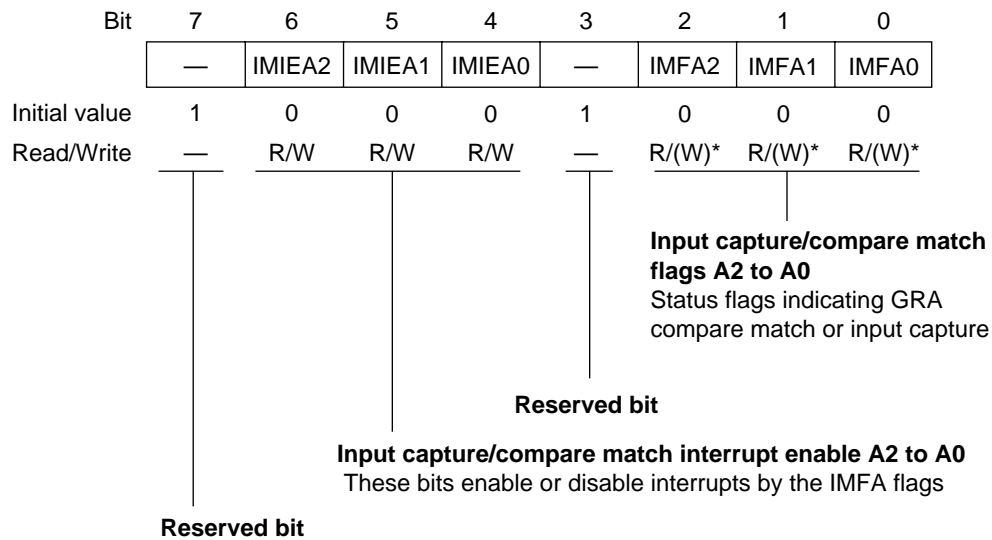 Bit 7 6 5 4 3 2 1 0
— IMIEA2 IMIEA1 IMIEA0 — IMFA2 IMFA1 IMFA0
Initial value 1 0 0 0 1 0 0 0
Read/Write — R/W R/W R/W — R/(W)* R/(W)* R/(W)*
Input capture/compare match
flags A2 to A0
Status flags indicating GRA
compare match or input capture
Reserved bit
Input capture/compare match interrupt enable A2 to A0
These bits enable or disable interrupts by the IMFA flags
Reserved bit